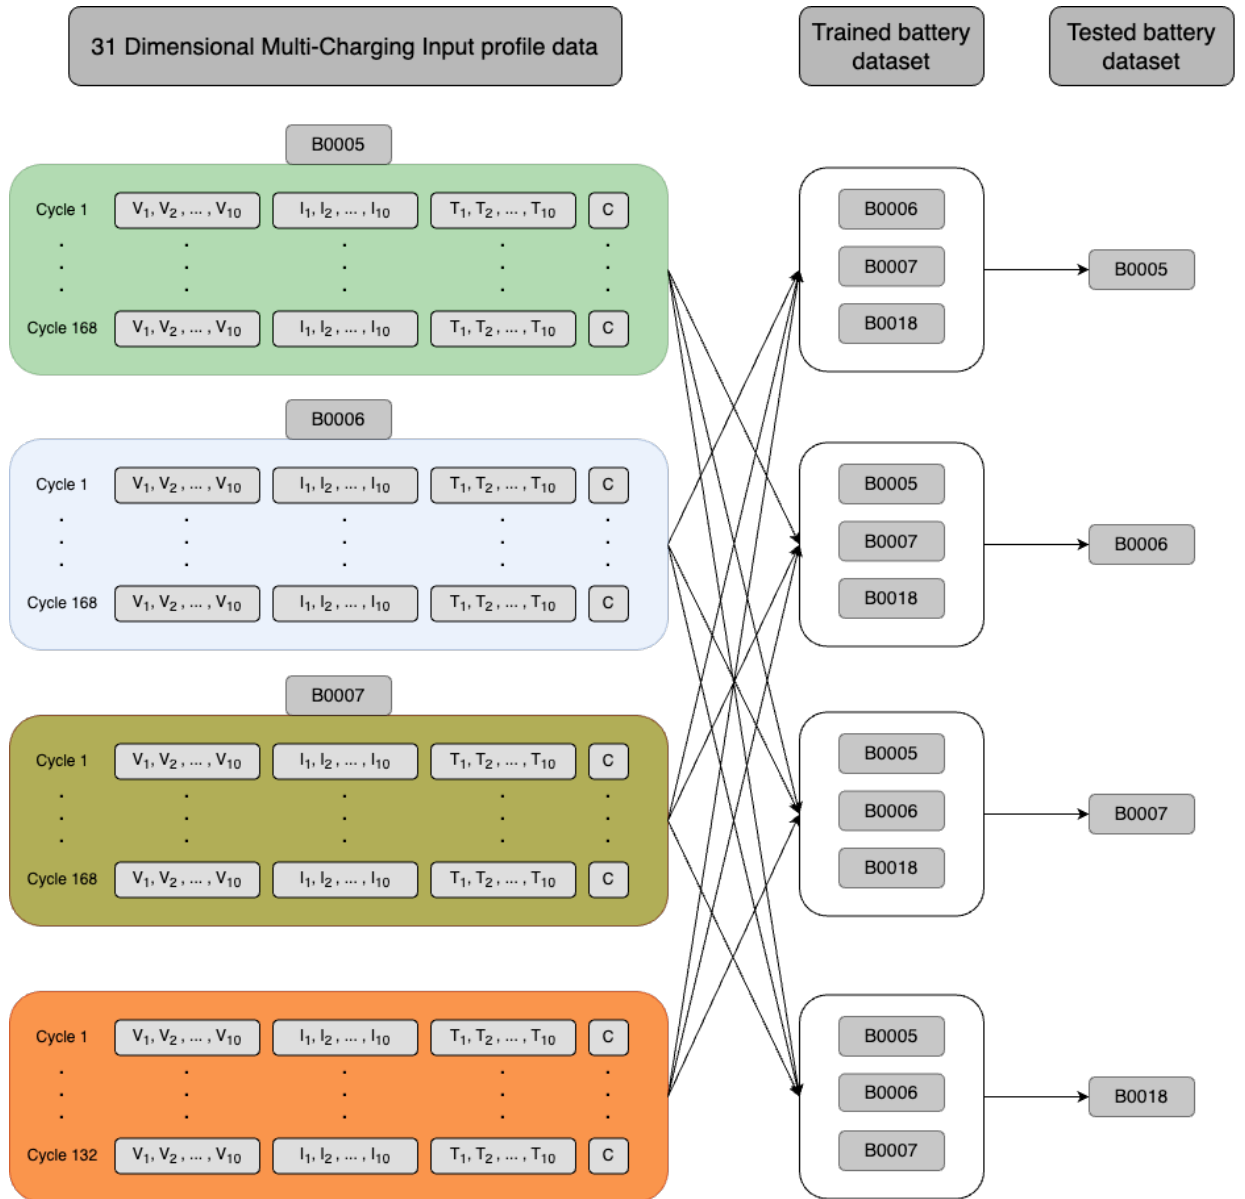 31 Dimensional Multi-Charging Input profile data
Trained battery
dataset
Tested battery
dataset
B0005
Cycle 1 V₁, V₂ , ... , V₁₀ I₁, I₂ , ... , I₁₀ T₁, T₂ , ... , T₁₀ C
. . . . .
. . . . .
. . . . .
Cycle 168 V₁, V₂ , ... , V₁₀ I₁, I₂ , ... , I₁₀ T₁, T₂ , ... , T₁₀ C
B0006
B0007
B0018
B0005
B0006
Cycle 1 V₁, V₂ , ... , V₁₀ I₁, I₂ , ... , I₁₀ T₁, T₂ , ... , T₁₀ C
. . . . .
. . . . .
. . . . .
Cycle 168 V₁, V₂ , ... , V₁₀ I₁, I₂ , ... , I₁₀ T₁, T₂ , ... , T₁₀ C
B0005
B0007
B0018
B0006
B0007
Cycle 1 V₁, V₂ , ... , V₁₀ I₁, I₂ , ... , I₁₀ T₁, T₂ , ... , T₁₀ C
. . . . .
. . . . .
. . . . .
Cycle 168 V₁, V₂ , ... , V₁₀ I₁, I₂ , ... , I₁₀ T₁, T₂ , ... , T₁₀ C
B0005
B0006
B0018
B0007
Cycle 1 V₁, V₂ , ... , V₁₀ I₁, I₂ , ... , I₁₀ T₁, T₂ , ... , T₁₀ C
. . . . .
. . . . .
. . . . .
Cycle 132 V₁, V₂ , ... , V₁₀ I₁, I₂ , ... , I₁₀ T₁, T₂ , ... , T₁₀ C
B0005
B0006
B0007
B0018